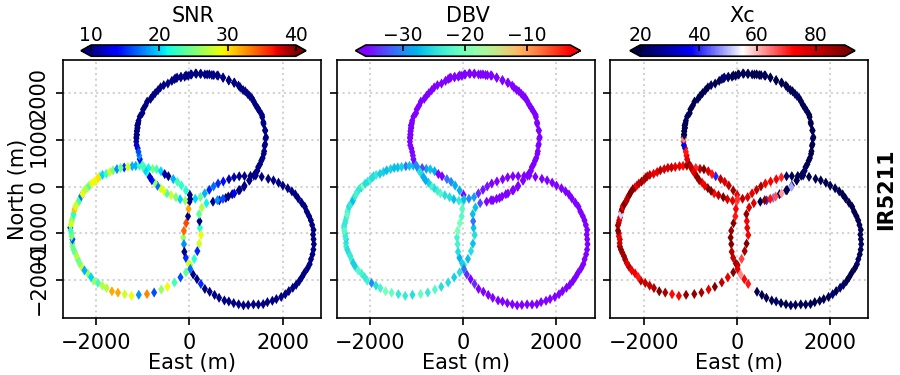 SNR DBV Xc
10 20 30 40 −30 −20 −10 20 40 60 80
North (m)
2000
1000
0
−1000
−2000
IR5211
−2000 0 2000 −2000 0 2000 −2000 0 2000
East (m) East (m) East (m)